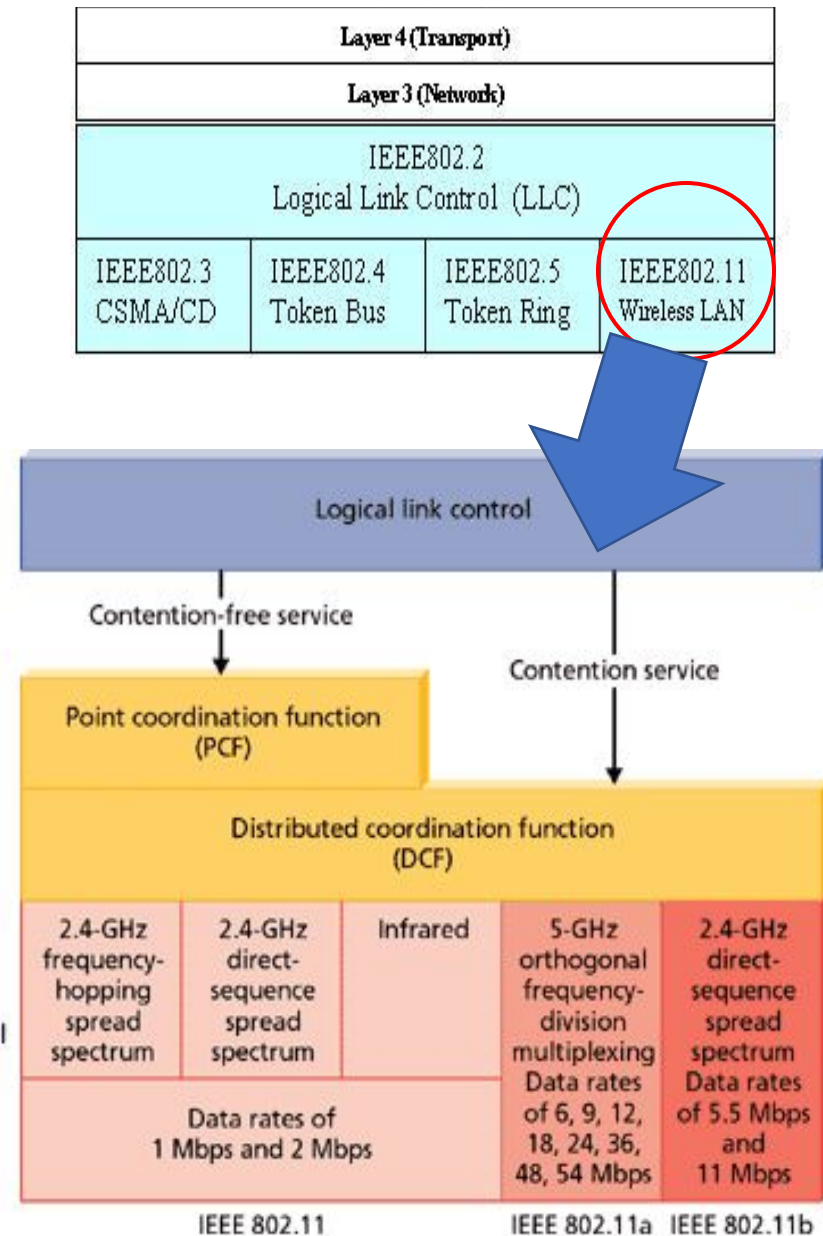 Layer 4 (Transport)
Layer 3 (Network)
IEEE802.2
Logical Link Control (LLC)
IEEE802.3
CSMA/CD
IEEE802.4
Token Bus
IEEE802.5
Token Ring
IEEE802.11
Wireless LAN
Logical link control
Contention-free service
Contention service
Point coordination function
(PCF)
Distributed coordination function
(DCF)
2.4-GHz
frequency-
hopping
spread
spectrum
2.4-GHz
direct-
sequence
spread
spectrum
Infrared
Data rates of
1 Mbps and 2 Mbps
5-GHz
orthogonal
frequency-
division
multiplexing
Data rates
of 6, 9, 12,
18, 24, 36,
48, 54 Mbps
2.4-GHz
direct-
sequence
spread
spectrum
Data rates
of 5.5 Mbps
and
11 Mbps
IEEE 802.11
IEEE 802.11a
IEEE 802.11b